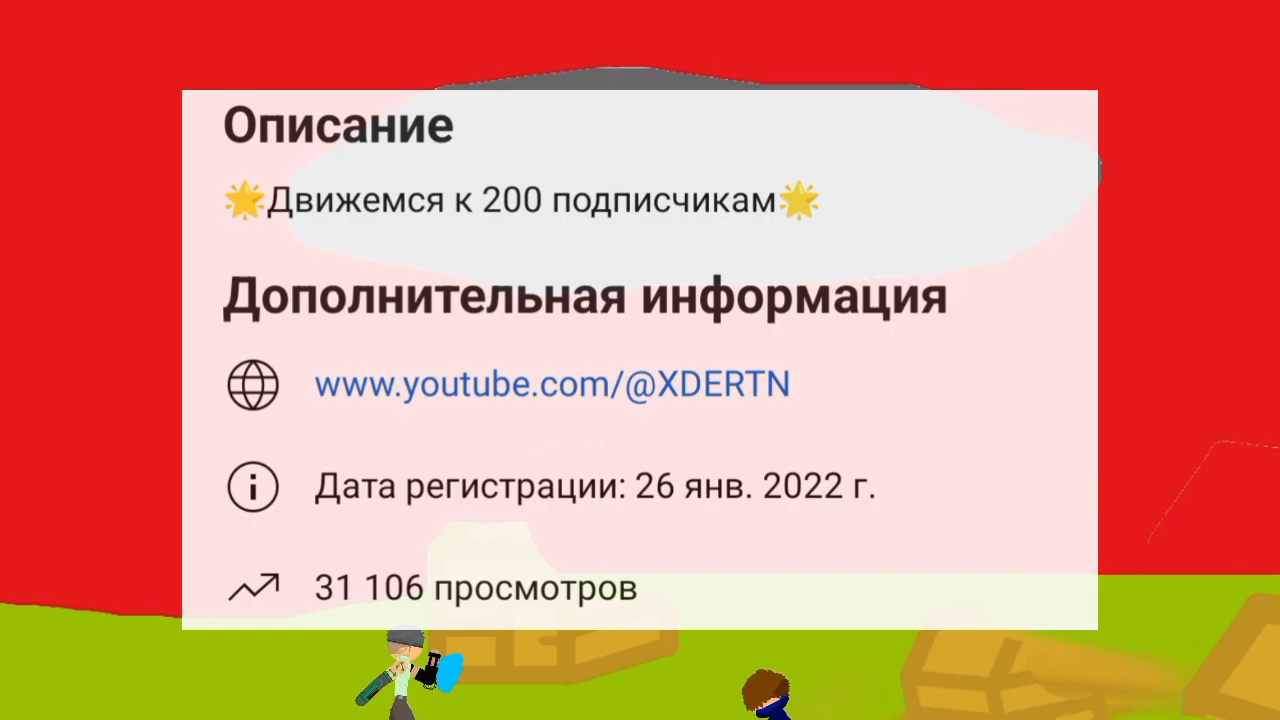 Описание
🌟Движемся к 200 подписчикам🌟
Дополнительная информация
www.youtube.com/@XDERTN
Дата регистрации: 26 янв. 2022 г.
31 106 просмотров